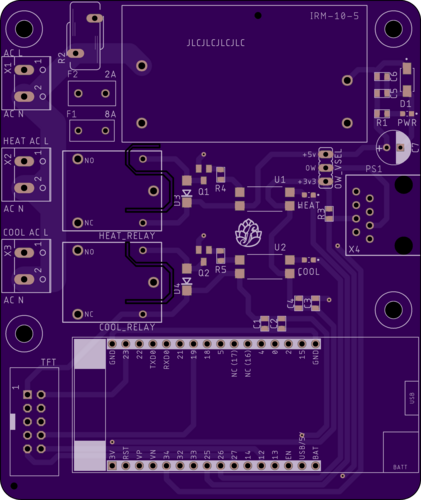 IRM-10-5
JLCJLCJLCJLC
AC L
X1
1
2
AC N
R2
F2 2A
F1 8A
C6
C5
D1
R1 PWR
+ C7
HEAT AC L
X2
1
2
AC N
NO
NC
HEAT_RELAY
U3
Q1
R4
U1
HEAT
+5v
OW
+3v3
OW_VSEL
PS1
R3
X4
COOL AC L
X3
1
2
AC N
NO
NC
COOL_RELAY
U4
Q2
R5
U2
COOL
C4
C3
C1
C2
TFT
1
GND
23
22
TXD0
RXD0
21
19
18
5
NC(17)
NC(16)
4
0
2
15
GND
3V
RST
VP
VN
34
32
33
25
26
27
14
12
13
EN
USB/5V
BAT
USB
BATT